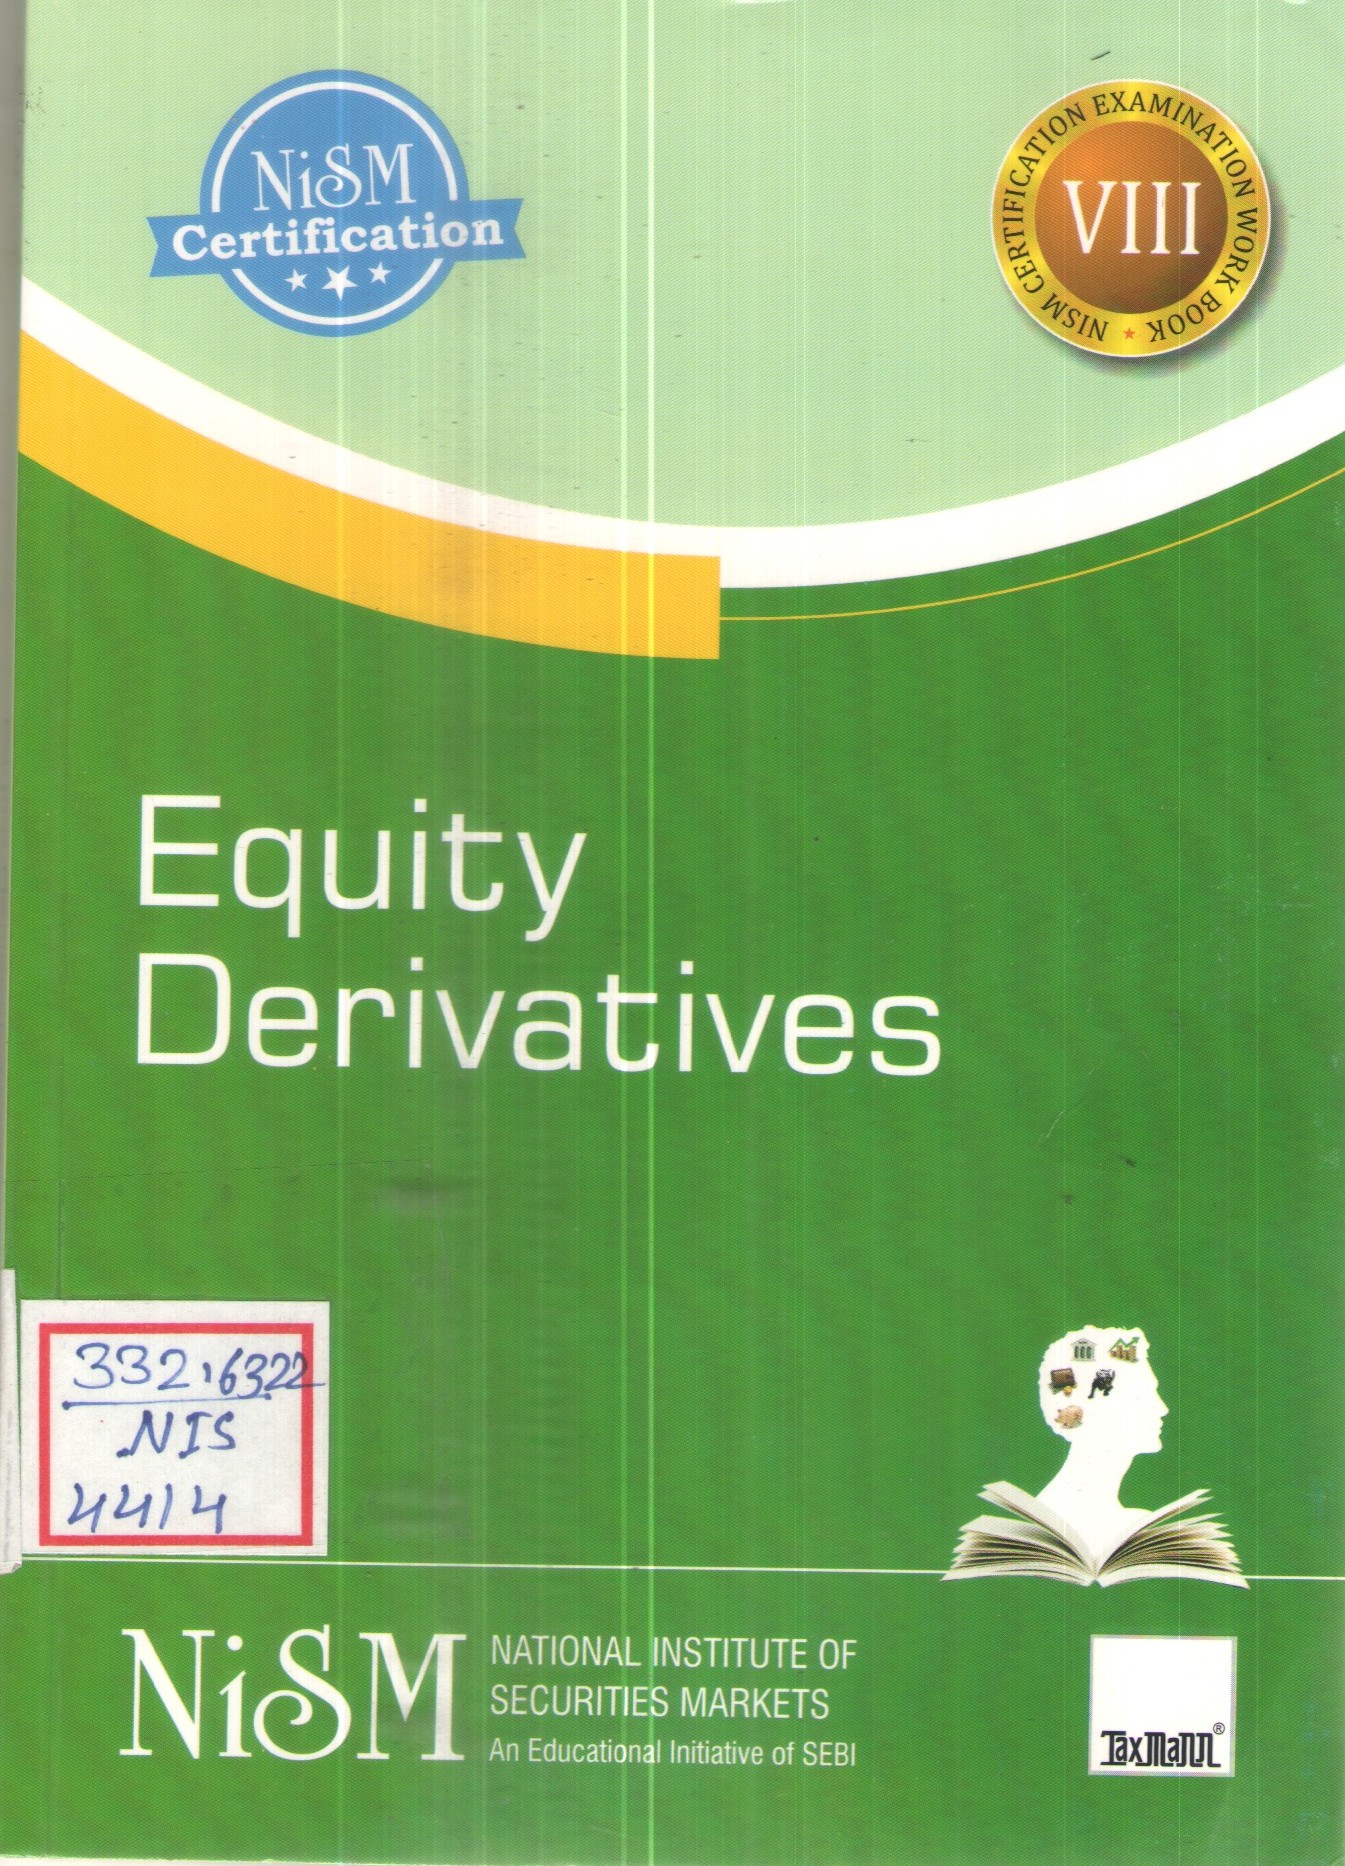 NiSM
Certification
NISM CERTIFICATION EXAMINATION WORK BOOK
VIII
Equity
Derivatives
332.6322
NIS
4414
NiSM
NATIONAL INSTITUTE OF
SECURITIES MARKETS
An Educational Initiative of SEBI
TAXMANN®